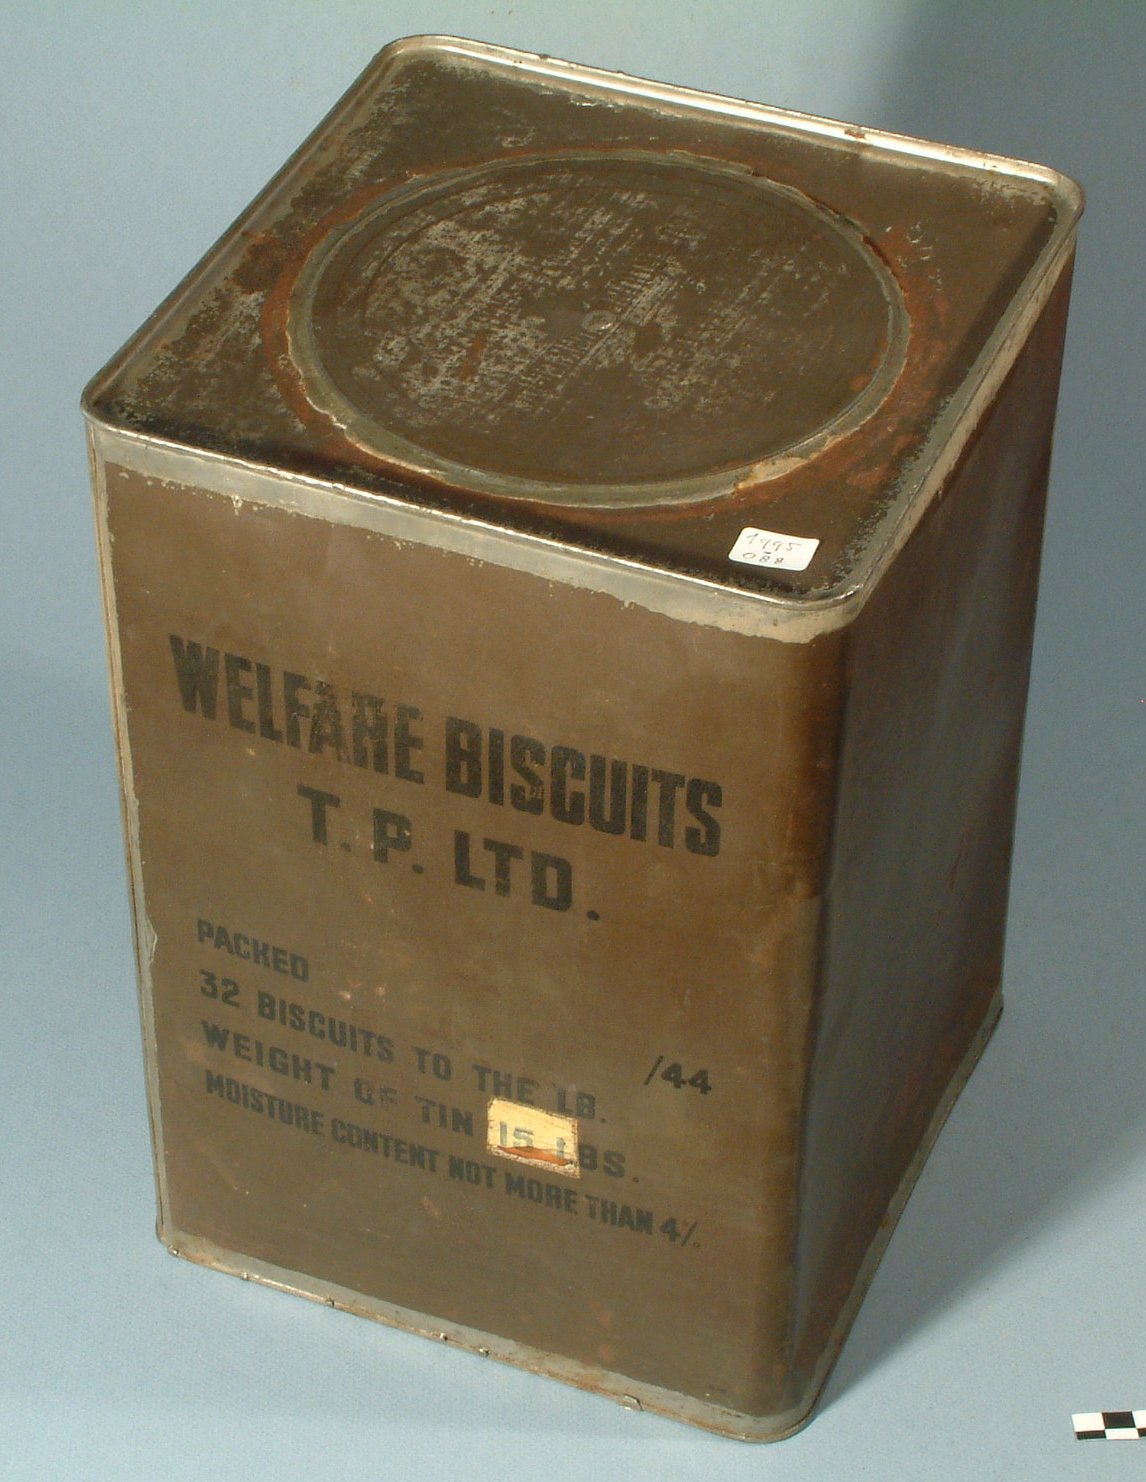 1995
088
WELFARE BISCUITS
T. P. LTD.
PACKED /44
32 BISCUITS TO THE LB.
WEIGHT OF TIN 15 LBS.
MOISTURE CONTENT NOT MORE THAN 4%.